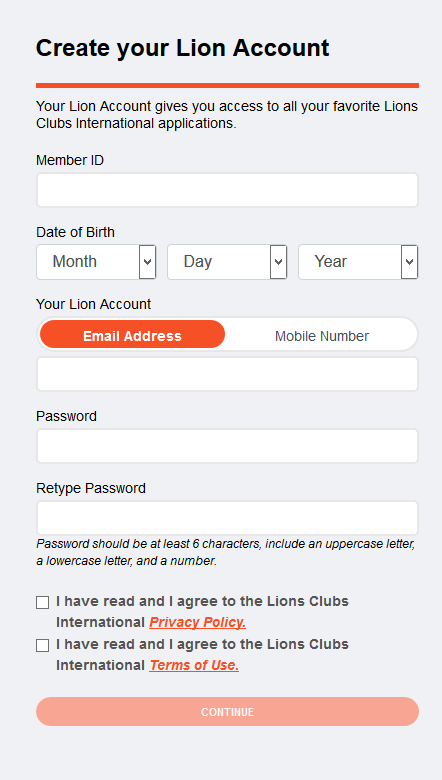 Create your Lion Account
Your Lion Account gives you access to all your favorite Lions
Clubs International applications.
Member ID
Date of Birth
Month Day Year
Your Lion Account
Email Address Mobile Number
Password
Retype Password
Password should be at least 6 characters, include an uppercase letter,
a lowercase letter, and a number.
I have read and I agree to the Lions Clubs
International Privacy Policy.
I have read and I agree to the Lions Clubs
International Terms of Use.
CONTINUE